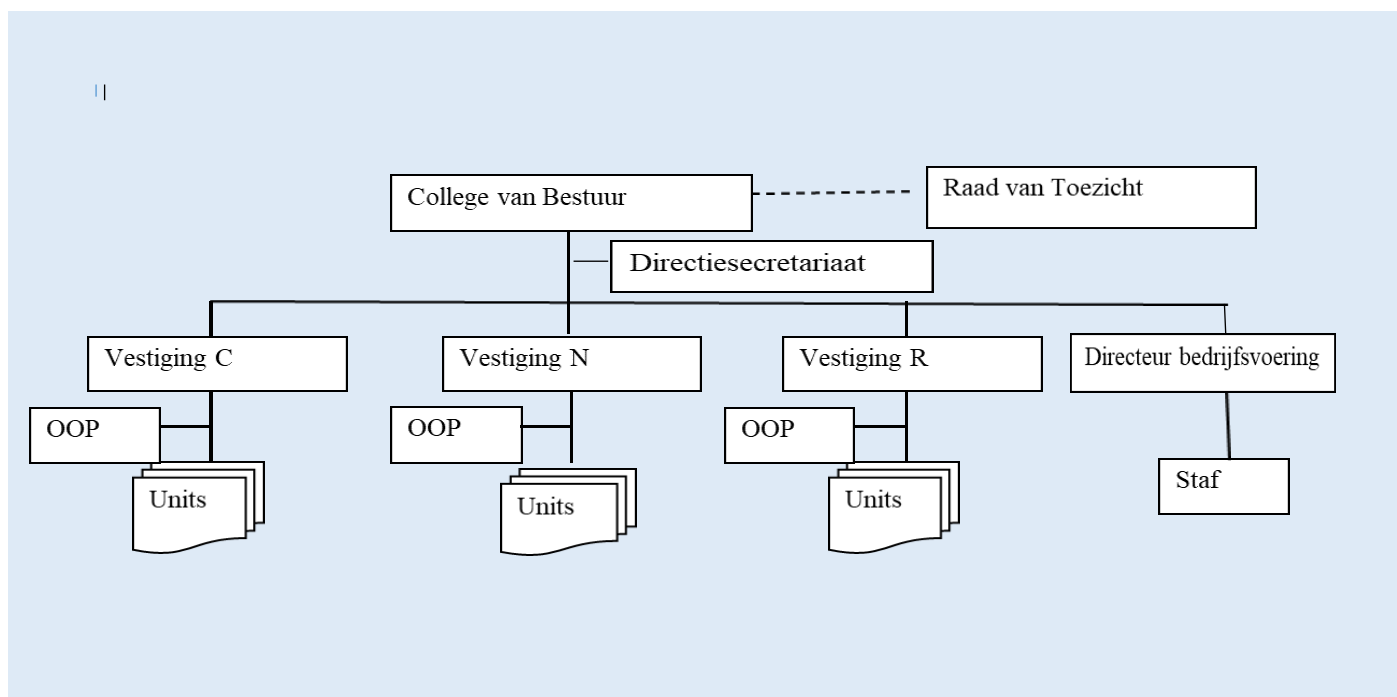 College van Bestuur
Raad van Toezicht
Directiesecretariaat
Vestiging C
Vestiging N
Vestiging R
Directeur bedrijfsvoering
OOP
OOP
OOP
Units
Units
Units
Staf